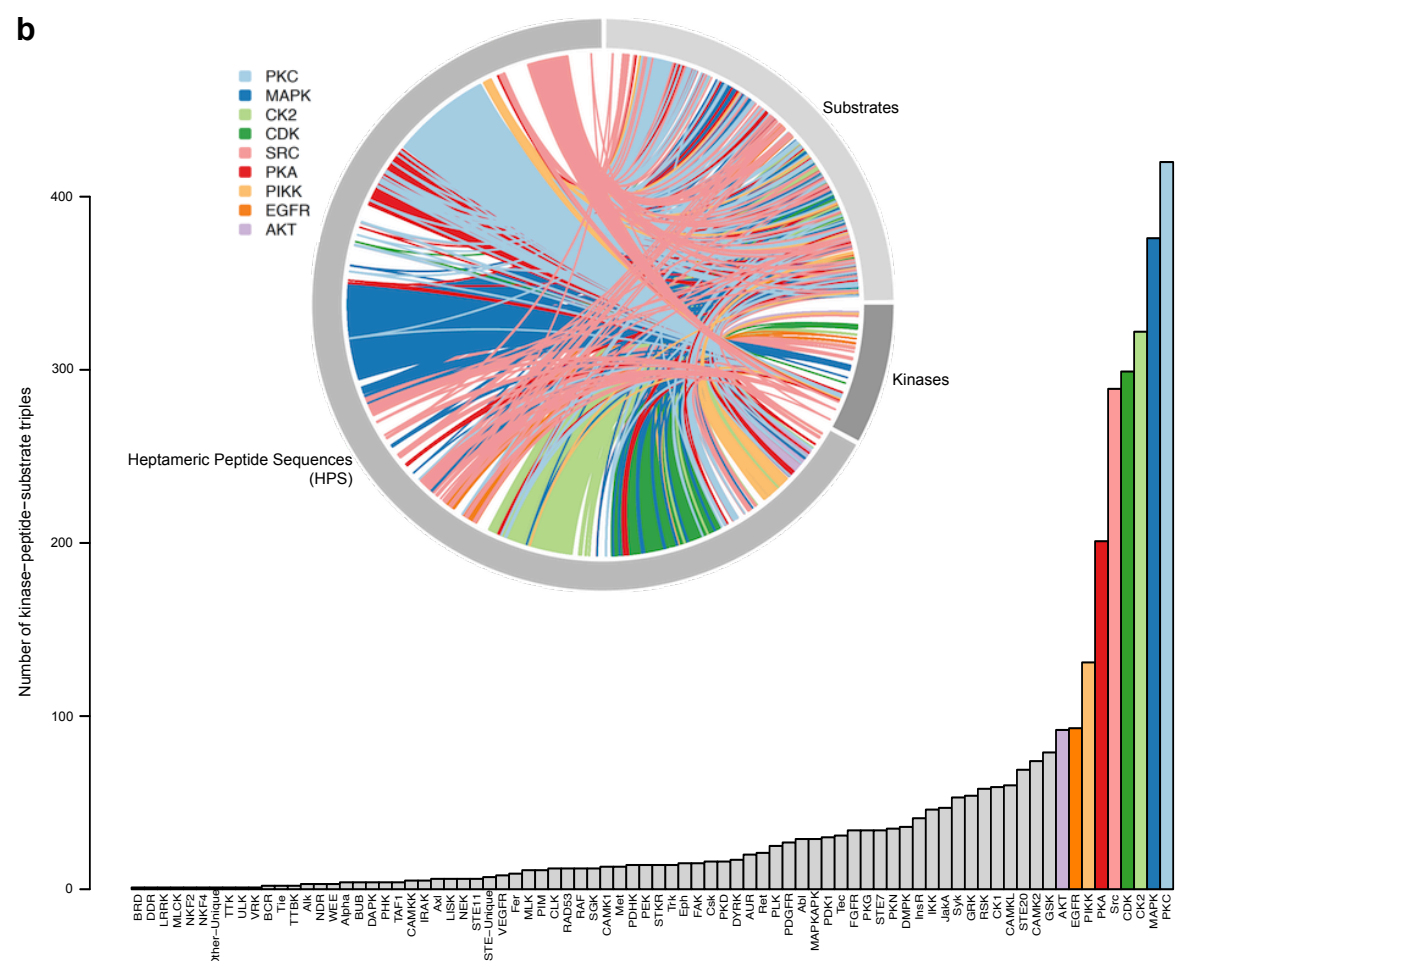 b
PKC
MAPK
CK2
CDK
SRC
PKA
PIKK
EGFR
AKT
Substrates
Kinases
Heptameric Peptide Sequences
(HPS)
Number of kinase−peptide−substrate triples
400
300
200
100
0
BRD
DDR
LRRK
MLCK
NKF2
NKF4
Other−Unique
TTK
ULK
VRK
BCR
Tie
TTBK
Alk
NDR
WEE
Alpha
BUB
DAPK
PHK
TAF1
CAMKK
IRAK
Axl
LISK
NEK
STE11
STE−Unique
VEGFR
Fer
MLK
PIM
CLK
RAD53
RAF
SGK
CAMK1
Met
PDHK
PEK
STKR
Trk
Eph
FAK
Csk
PKD
DYRK
AUR
Ret
PLK
PDGFR
Abl
MAPKAPK
PDK1
Tec
FGFR
PKG
STE7
PKN
DMPK
InsR
IKK
JakA
Syk
GRK
RSK
CK1
CAMKL
STE20
CAMK2
GSK
AKT
EGFR
PIKK
PKA
Src
CDK
CK2
MAPK
PKC